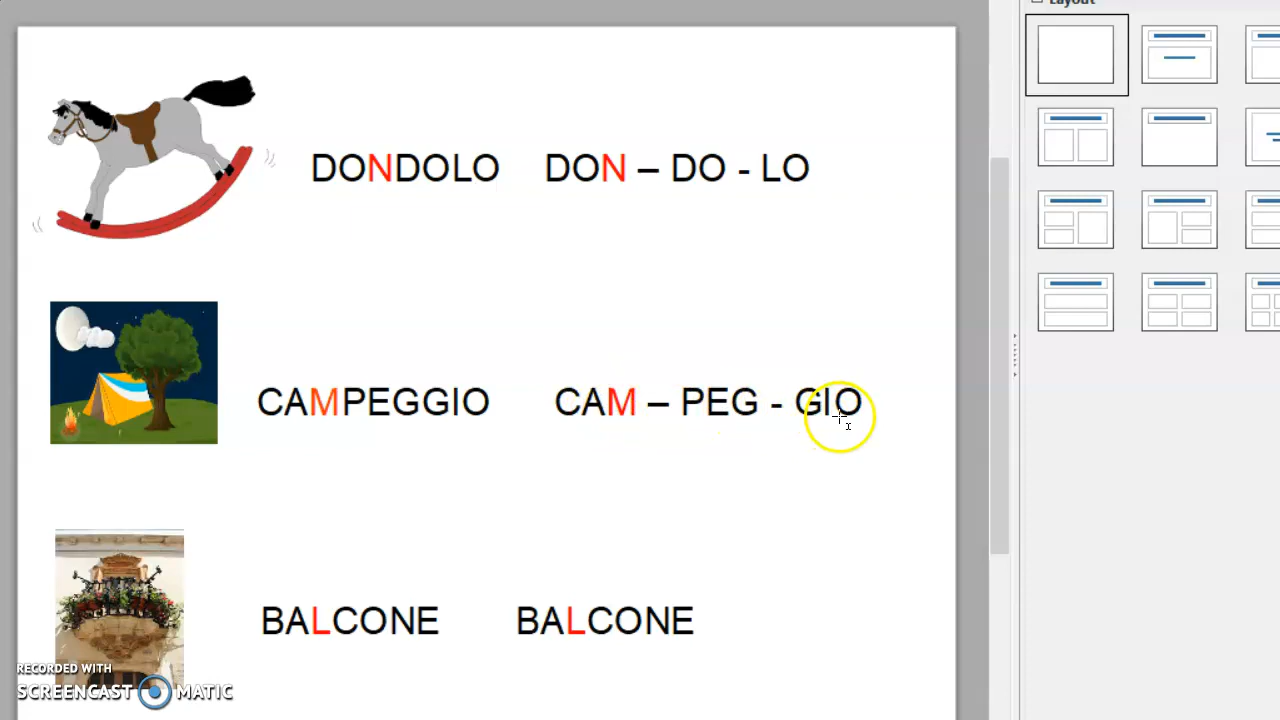 Layout
DONDOLO DON – DO - LO
CAMPEGGIO CAM – PEG - GIO
BALCONE BALCONE
RECORDED WITH
SCREENCAST MATIC